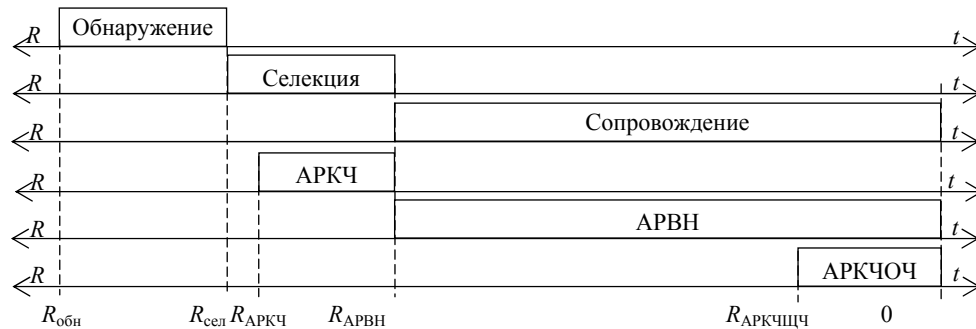 Обнаружение
R t
Селекция
R t
Сопровождение
R t
АРКЧ
R t
АРВН
R t
АРКЧОЧ
R t
Rобн Rсел RАРКЧ RАРВН RАРКЧЩЧ 0